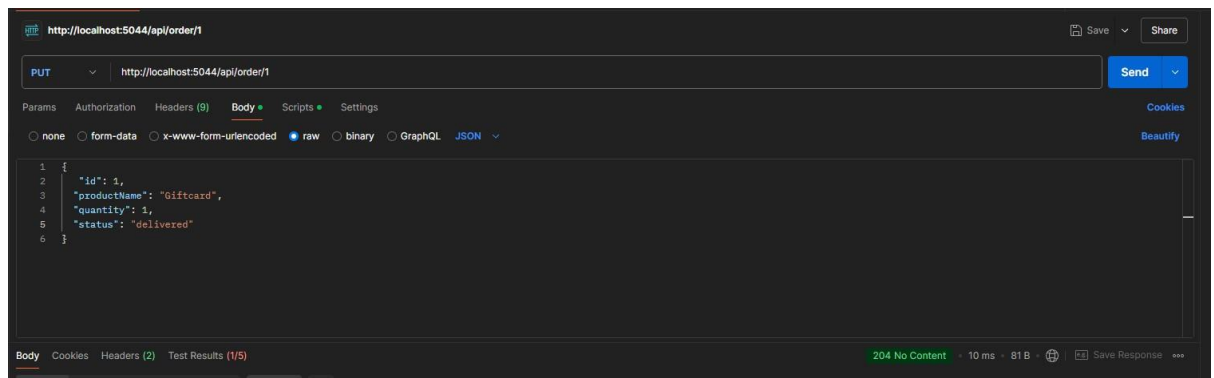 HTTP http://localhost:5044/api/order/1 Save Share
PUT http://localhost:5044/api/order/1 Send
Params Authorization Headers (9) Body Scripts Settings Cookies
none form-data x-www-form-urlencoded raw binary GraphQL JSON Beautify
1 {
2 "id": 1,
3 "productName": "Giftcard",
4 "quantity": 1,
5 "status": "delivered"
6 }
Body Cookies Headers (2) Test Results (1/5) 204 No Content 10 ms 81 B Save Response